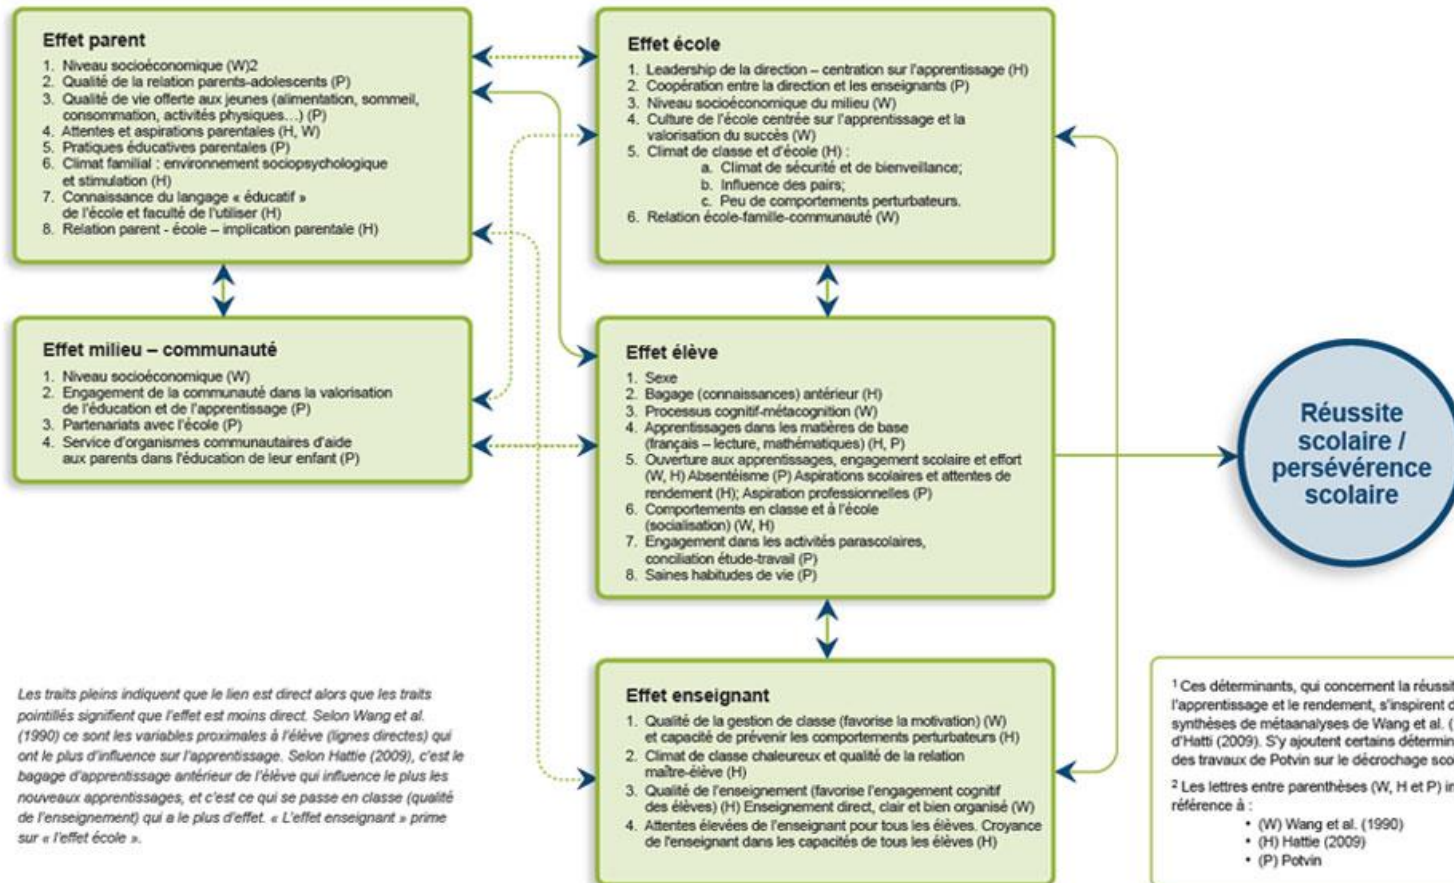 Effet parent
1. Niveau socioéconomique (W)2
2. Qualité de la relation parents-adolescents (P)
3. Qualité de vie offerte aux jeunes (alimentation, sommeil,
consommation, activités physiques…) (P)
4. Attentes et aspirations parentales (H, W)
5. Pratiques éducatives parentales (P)
6. Climat familial : environnement sociopsychologique
et stimulation (H)
7. Connaissance du langage « éducatif »
de l'école et faculté de l'utiliser (H)
8. Relation parent - école – implication parentale (H)
Effet école
1. Leadership de la direction – centration sur l'apprentissage (H)
2. Coopération entre la direction et les enseignants (P)
3. Niveau socioéconomique du milieu (W)
4. Culture de l'école centrée sur l'apprentissage et la
valorisation du succès (W)
5. Climat de classe et d'école (H) :
a. Climat de sécurité et de bienveillance;
b. Influence des pairs;
c. Peu de comportements perturbateurs.
6. Relation école-famille-communauté (W)
Effet milieu – communauté
1. Niveau socioéconomique (W)
2. Engagement de la communauté dans la valorisation
de l'éducation et de l'apprentissage (P)
3. Partenariats avec l'école (P)
4. Service d'organismes communautaires d'aide
aux parents dans l'éducation de leur enfant (P)
Effet élève
1. Sexe
2. Bagage (connaissances) antérieur (H)
3. Processus cognitif-métacognition (W)
4. Apprentissages dans les matières de base
(français – lecture, mathématiques) (H, P)
5. Ouverture aux apprentissages, engagement scolaire et effort
(W, H) Absentéisme (P) Aspirations scolaires et attentes de
rendement (H); Aspiration professionnelles (P)
6. Comportements en classe et à l'école
(socialisation) (W, H)
7. Engagement dans les activités parascolaires,
conciliation étude-travail (P)
8. Saines habitudes de vie (P)
Réussite
scolaire /
persévérence
scolaire
Effet enseignant
1. Qualité de la gestion de classe (favorise la motivation) (W)
et capacité de prévenir les comportements perturbateurs (H)
2. Climat de classe chaleureux et qualité de la relation
maître-élève (H)
3. Qualité de l'enseignement (favorise l'engagement cognitif
des élèves) (H) Enseignement direct, clair et bien organisé (W)
4. Attentes élevées de l'enseignant pour tous les élèves. Croyance
de l'enseignant dans les capacités de tous les élèves (H)
Les traits pleins indiquent que le lien est direct alors que les traits
pointillés signifient que l'effet est moins direct. Selon Wang et al.
(1990) ce sont les variables proximales à l'élève (lignes directes) qui
ont le plus d'influence sur l'apprentissage. Selon Hattie (2009), c'est le
bagage d'apprentissage antérieure de l'élève qui influence le plus les
nouveaux apprentissages, et c'est ce qui se passe en classe (qualité
de l'enseignement) qui a le plus d'effet. « L'effet enseignant » prime
sur « l'effet école ».
1 Ces déterminants, qui concernent la
l'apprentissage et le rendement, s'inspirent
synthèses de métaanalyses de Wang et al.
d'Hatti (2009). S'y ajoutent certains
des travaux de Potvin sur le décrochage
2 Les lettres entre parenthèses (W, H et P)
référence à :
• (W) Wang et al. (1990)
• (H) Hattie (2009)
• (P) Potvin